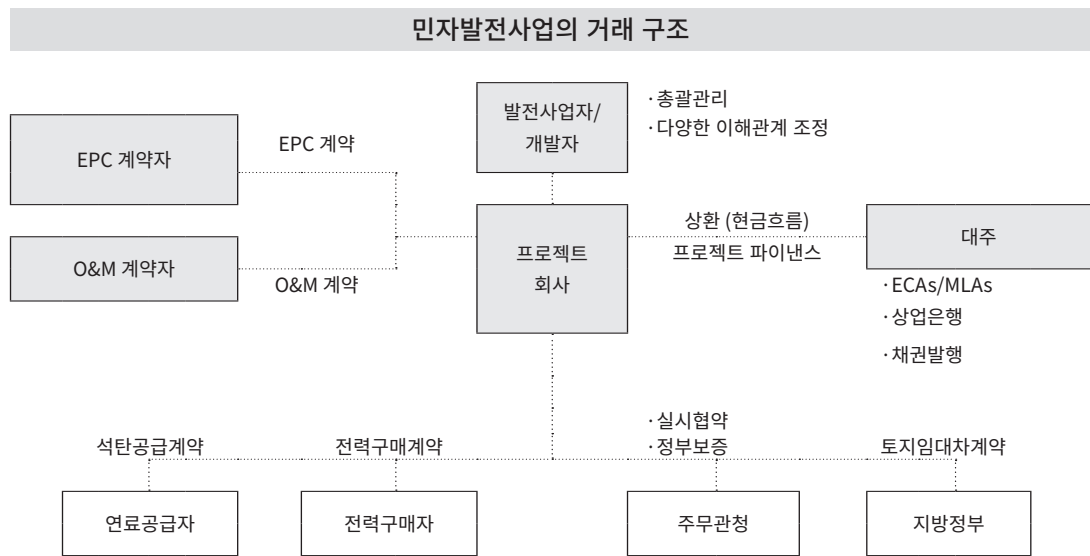 민자발전사업의 거래 구조
발전사업자/
개발자
·총괄관리
·다양한 이해관계 조정
EPC 계약자
EPC 계약
O&M 계약자
O&M 계약
프로젝트
회사
상환 (현금흐름)
프로젝트 파이낸스
대주
·ECAs/MLAs
·상업은행
·채권발행
석탄공급계약
전력구매계약
·실시협약
·정부보증
토지임대차계약
연료공급자
전력구매자
주무관청
지방정부